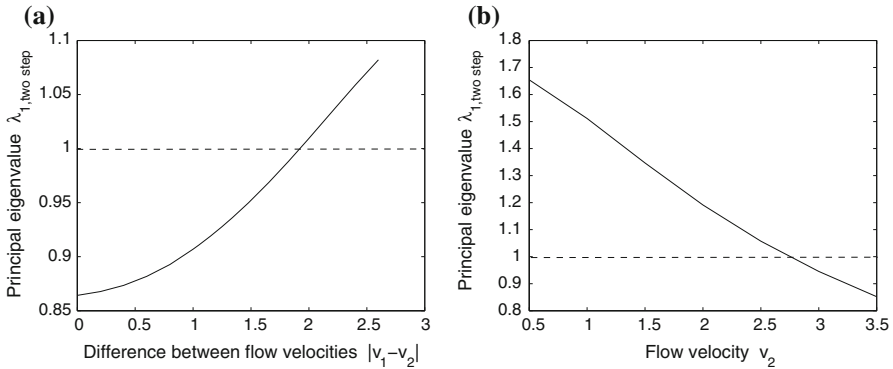 (a)
Principal eigenvalue λ1,two step
1.1
1.05
1
0.95
0.9
0.85
0 0.5 1 1.5 2 2.5 3
Difference between flow velocities |v1−v2|
(b)
Principal eigenvalue λ1,two step
1.8
1.7
1.6
1.5
1.4
1.3
1.2
1.1
1
0.9
0.8
0.5 1 1.5 2 2.5 3 3.5
Flow velocity v2